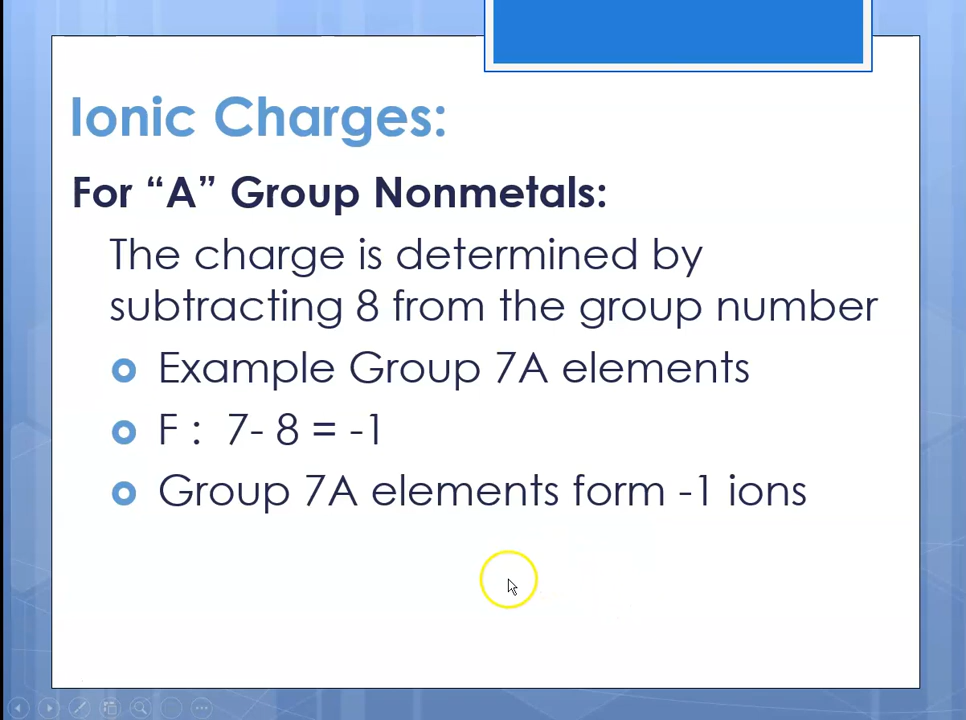 Ionic Charges:
For “A” Group Nonmetals:
The charge is determined by
subtracting 8 from the group number
Example Group 7A elements
F :  7- 8 = -1
Group 7A elements form -1 ions